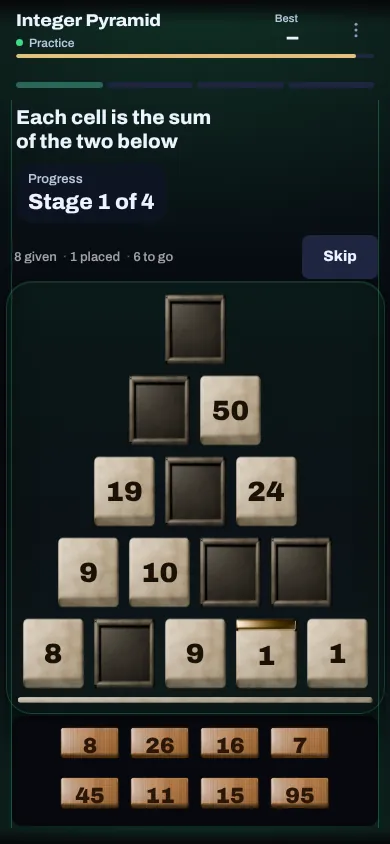 Integer Pyramid
Best
Practice
–
Each cell is the sum
of the two below
Progress
Stage 1 of 4
8 given · 1 placed · 6 to go
Skip
50
19 24
9 10
8 9 1 1
8 26 16 7
45 11 15 95